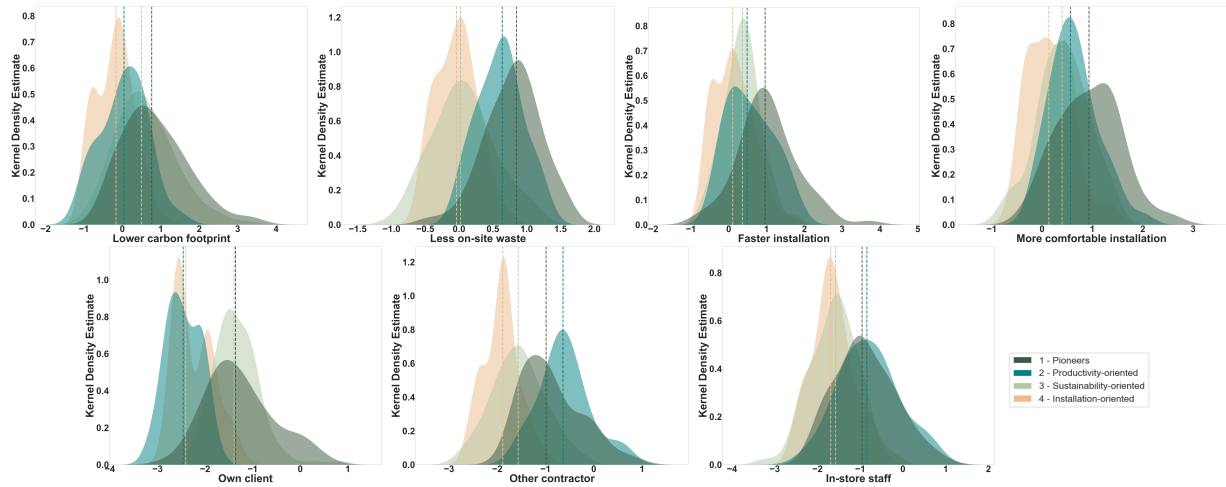 Kernel Density Estimate
0.8
0.7
0.6
0.5
0.4
0.3
0.2
0.1
0.0
−2 −1 0 1 2 3 4
Lower carbon footprint
Kernel Density Estimate
1.2
1.0
0.8
0.6
0.4
0.2
0.0
−1.5 −1.0 −0.5 0.0 0.5 1.0 1.5 2.0
Less on-site waste
Kernel Density Estimate
0.8
0.7
0.6
0.5
0.4
0.3
0.2
0.1
0.0
−2 −1 0 1 2 3 4 5
Faster installation
Kernel Density Estimate
0.8
0.7
0.6
0.5
0.4
0.3
0.2
0.1
0.0
−1 0 1 2 3
More comfortable installation
Kernel Density Estimate
1.0
0.8
0.6
0.4
0.2
0.0
−4 −3 −2 −1 0 1
Own client
Kernel Density Estimate
1.2
1.0
0.8
0.6
0.4
0.2
0.0
−3 −2 −1 0 1
Other contractor
Kernel Density Estimate
0.8
0.6
0.4
0.2
0.0
−4 −3 −2 −1 0 1 2
In-store staff
1 - Pioneers
2 - Productivity-oriented
3 - Sustainability-oriented
4 - Installation-oriented